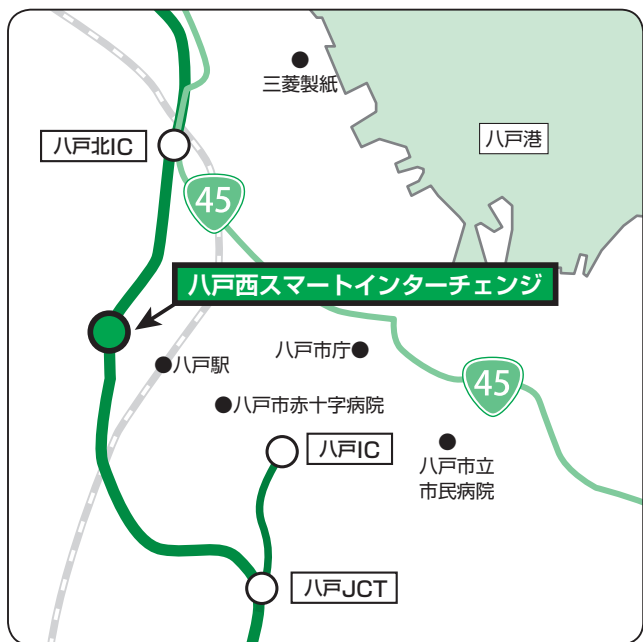 三菱製紙
八戸港
八戸北IC
45
八戸西スマートインターチェンジ
八戸駅
八戸市庁
45
八戸市赤十字病院
八戸IC
八戸市立
市民病院
八戸JCT